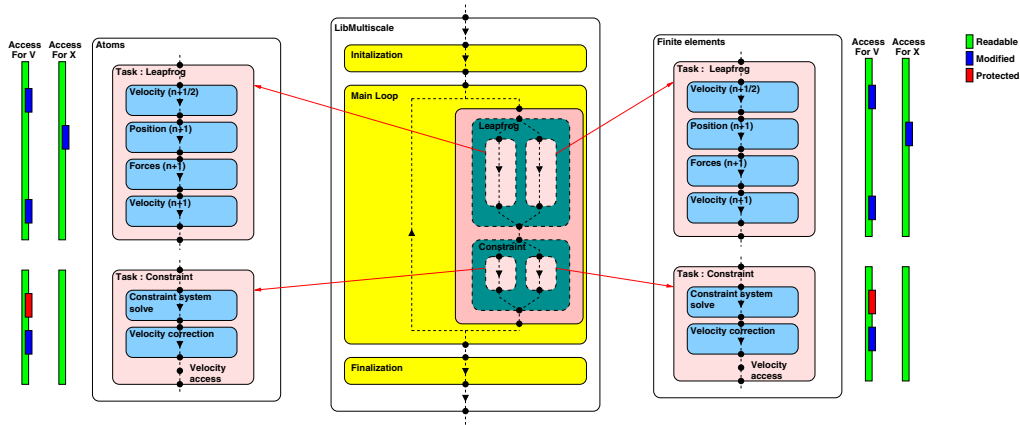 Access
For V
Access
For X
Atoms
Task : Leapfrog
Velocity (n+1/2)
Position (n+1)
Forces (n+1)
Velocity (n+1)
Task : Constraint
Constraint system
solve
Velocity correction
Velocity
access
LibMultiscale
Initalization
Main Loop
Leapfrog
Constraint
Finalization
Finite elements
Task :  Leapfrog
Velocity (n+1/2)
Position (n+1)
Forces (n+1)
Velocity (n+1)
Task : Constraint
Constraint system
solve
Velocity correction
Velocity
access
Access
For V
Access
For X
Readable
Modified
Protected